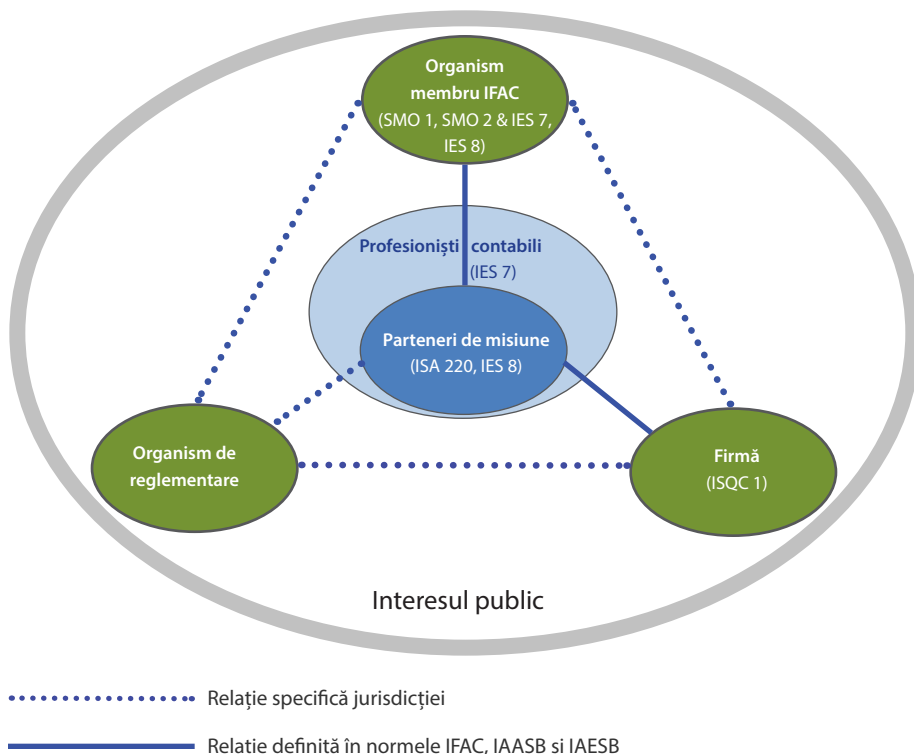 Organism
membru IFAC
(SMO 1, SMO 2 & IES 7,
IES 8)
Profesioniști contabili
(IES 7)
Parteneri de misiune
(ISA 220, IES 8)
Organism de
reglementare
Firmă
(ISQC 1)
Interesul public
Relație specifică jurisdicției
Relație definită în normele IFAC, IAASB si IAESB